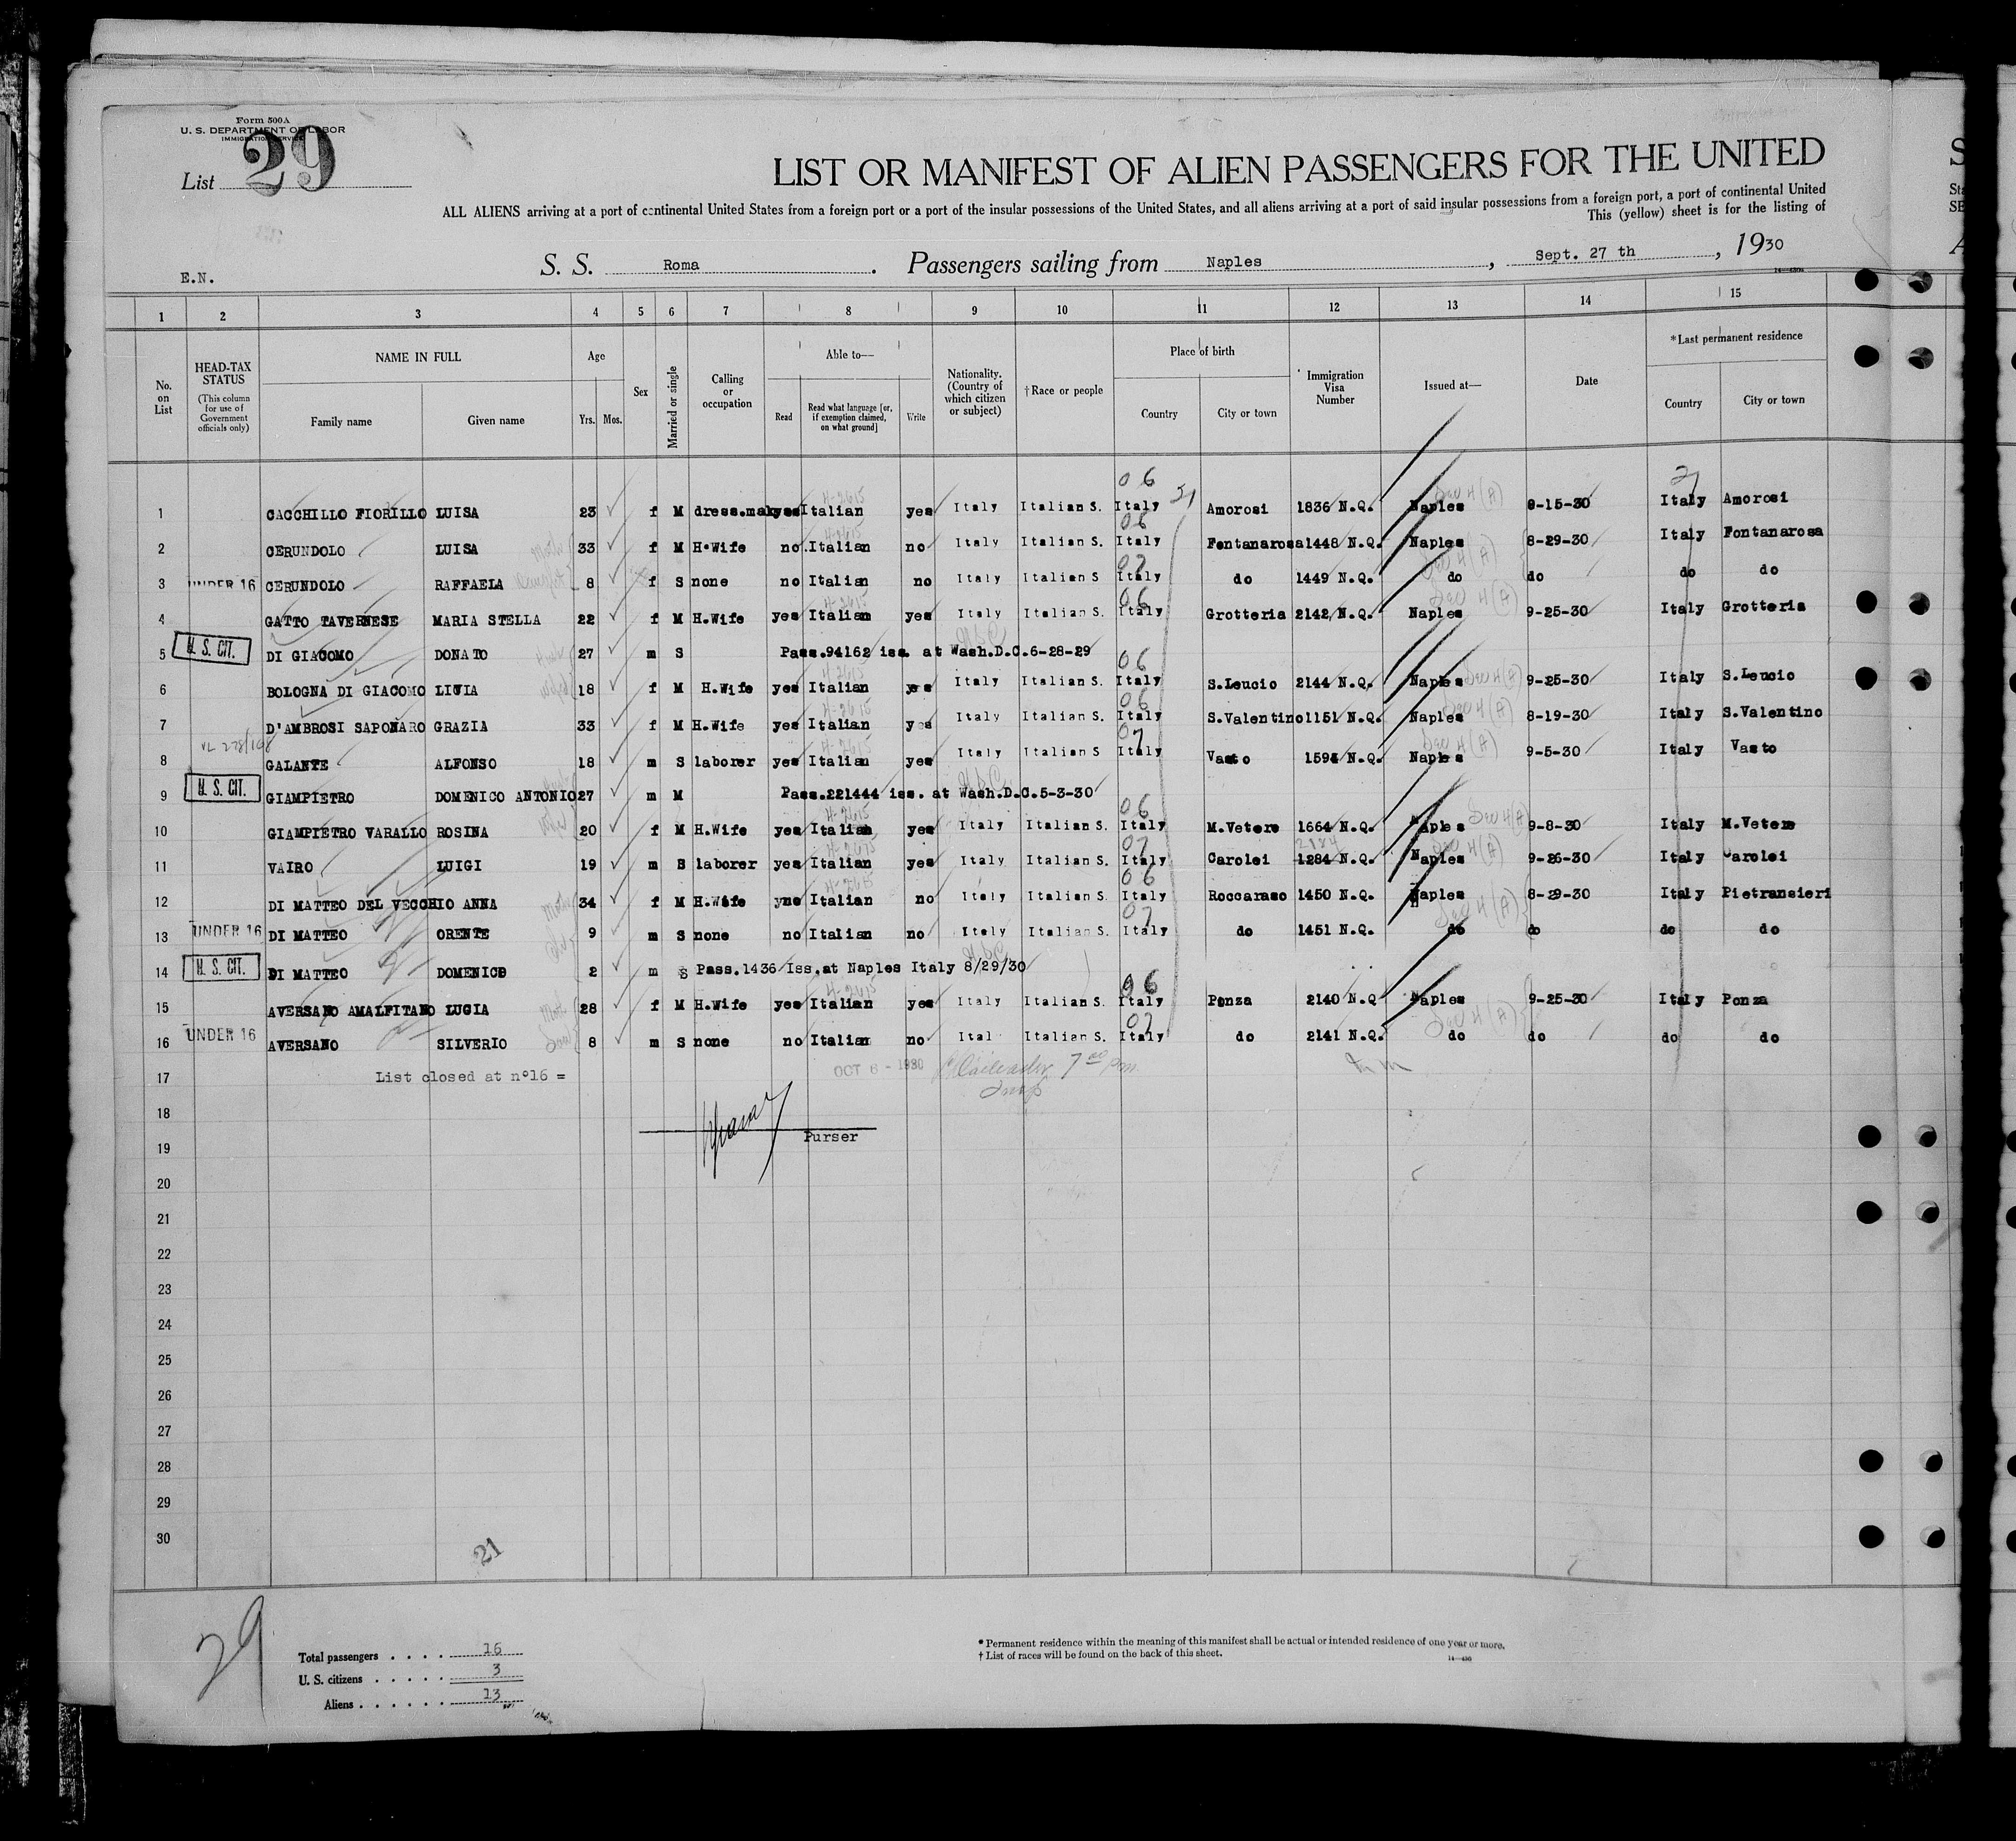 Form 500A
U. S. DEPARTMENT OF LABOR
IMMIGRATION SERVICE
List 29
LIST OR MANIFEST OF ALIEN PASSENGERS FOR THE UNITED
ALL ALIENS arriving at a port of continental United States from a foreign port or a port of the insular possessions of the United States, and all aliens arriving at a port of said insular possessions from a foreign port, a port of continental United
This (yellow) sheet is for the listing of
E.N.
S. S. Roma. Passengers sailing from Naples, Sept. 27 th, 1930
1 2 3 4 5 6 7 8 9 10 11 12 13 14 15
No. on List
HEAD-TAX STATUS (This column for use of Government officials only)
NAME IN FULL
Family name Given name
Age
Yrs. Mos.
Sex
Married or single
Calling or occupation
Able to—
Read Read what language [or, if exemption claimed, on what ground] Write
Nationality. (Country of which citizen or subject)
†Race or people
Place of birth
Country City or town
Immigration Visa Number
Issued at—
Date
*Last permanent residence
Country City or town
1 CACCHILLO FIORILLO LUISA 23 f M dress.mak yes Italian yes Italy Italian S. Italy Amorosi 1836 N.Q. Naples 9-15-30 Italy Amorosi
2 CERUNDOLO LUISA 33 f M H.Wife no Italian no Italy Italian S. Italy Fontanarosa 1448 N.Q. Naples 8-29-30 Italy Fontanarosa
3 UNDER 16 CERUNDOLO RAFFAELA 8 f S none no Italian no Italy Italian S Italy do 1449 N.Q. do do do do
4 GATTO TAVERNESE MARIA STELLA 22 f M H.Wife yes Italian yes Italy Italian S. Italy Grotteria 2142 N.Q. Naples 9-25-30 Italy Grotteria
5 U. S. CIT. DI GIACOMO DONATO 27 m S Pass.94162 iss. at Wash.D.C.6-28-29
6 BOLOGNA DI GIACOMO LIVIA 18 f M H.Wife yes Italian yes Italy Italian S. Italy S.Leucio 2144 N.Q. Naples 9-25-30 Italy S.Leucio
7 D'AMBROSI SAPONARO GRAZIA 33 f M H.Wife yes Italian yes Italy Italian S. Italy S.Valentino 1151 N.Q. Naples 8-19-30 Italy S.Valentino
8 GALANTE ALFONSO 18 m S laborer yes Italian yes Italy Italian S Italy Vasto 1594 N.Q. Naples 9-5-30 Italy Vasto
9 U. S. CIT. GIAMPIETRO DOMENICO ANTONIO 27 m M Pass.221444 iss. at Wash.D.C.5-3-30
10 GIAMPIETRO VARALLO ROSINA 20 f M H.Wife yes Italian yes Italy Italian S. Italy M.Vetere 1664 N.Q. Naples 9-8-30 Italy M.Vetere
11 VAIRO LUIGI 19 m S laborer yes Italian yes Italy Italian S. Italy Carolei 1284 N.Q. Naples 9-26-30 Italy Carolei
12 DI MATTEO DEL VECCHIO ANNA 34 f M H.Wife Italian no Italy Italian S. Italy Roccaraso 1450 N.Q. Naples 8-29-30 Italy Pietransieri
13 UNDER 16 DI MATTEO ORENTE 9 m S none no Italian no Italy Italian S. Italy do 1451 N.Q. do do do do
14 U. S. CIT. DI MATTEO DOMENICO 2 m S Pass.1436 Iss.at Naples Italy 8/29/30
15 AVERSANO AMALFITANO LUCIA 28 f M H.Wife yes Italian yes Italy Italian S. Italy Ponza 2140 N.Q Naples 9-25-30 Italy Ponza
16 UNDER 16 AVERSANO SILVERIO 8 m S none no Italian no Ital Italian S. Italy do 2141 N.Q. do do do do
17 List closed at n°16 = OCT 6 - 1930
18
19 Purser
20
21
22
23
24
25
26
27
28
29
30
21
29
Total passengers 16
U. S. citizens 3
Aliens 13
* Permanent residence within the meaning of this manifest shall be actual or intended residence of one year or more.
† List of races will be found on the back of this sheet.